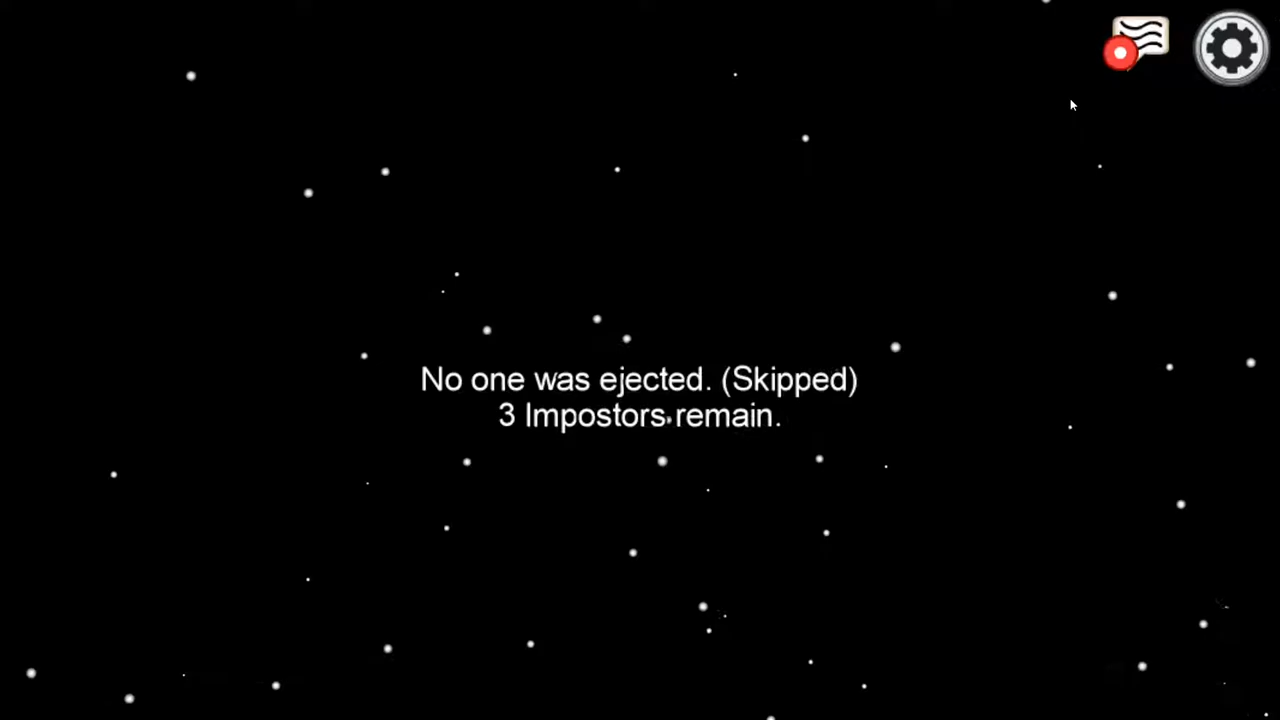 No one was ejected. (Skipped)
3 Impostors remain.